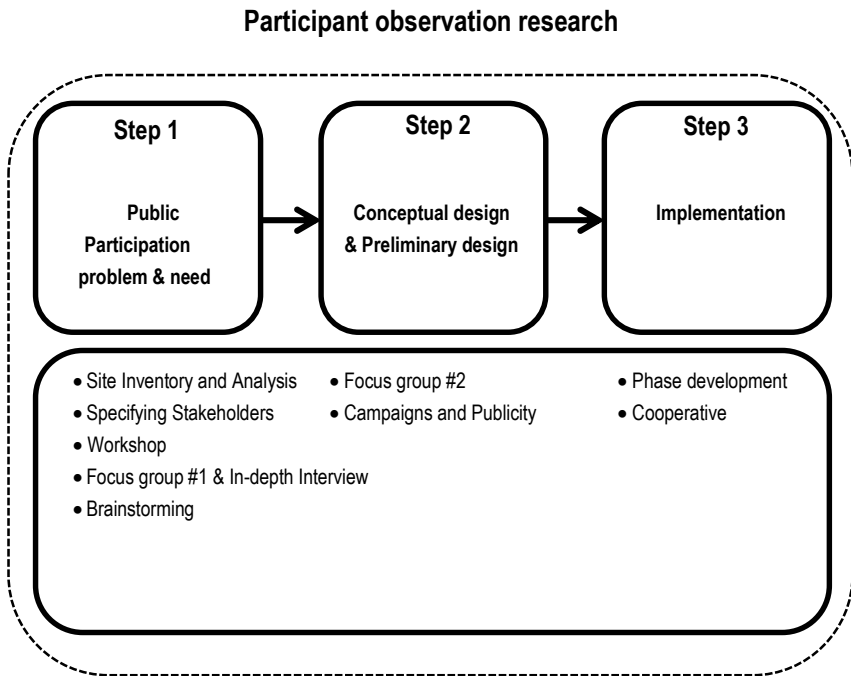 Participant observation research
Step 1
Public
Participation
problem & need
Step 2
Conceptual design
& Preliminary design
Step 3
Implementation
• Site Inventory and Analysis
• Specifying Stakeholders
• Workshop
• Focus group #1 & In-depth Interview
• Brainstorming
• Focus group #2
• Campaigns and Publicity
• Phase development
• Cooperative